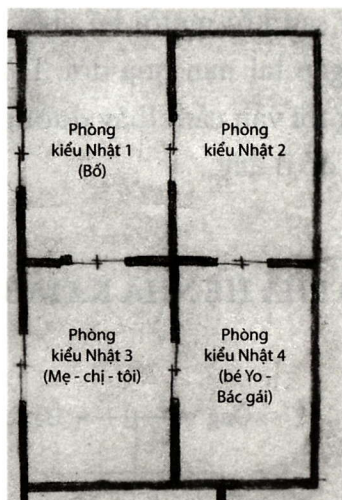 Phòng
kiểu Nhật 1
(Bố)
Phòng
kiểu Nhật 2
Phòng
kiểu Nhật 3
(Mẹ - chị - tôi)
Phòng
kiểu Nhật 4
(bé Yo -
Bác gái)